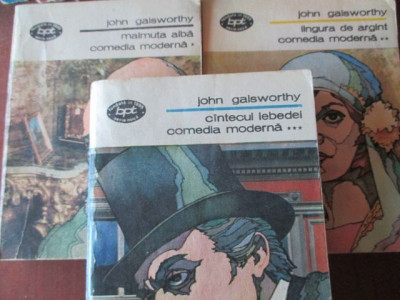 john galsworthy
maimuța albă
comedia modernă *
john galsworthy
lingura de argint
comedia modernă **
john galsworthy
cîntecul lebedei
comedia modernă ***
bpt